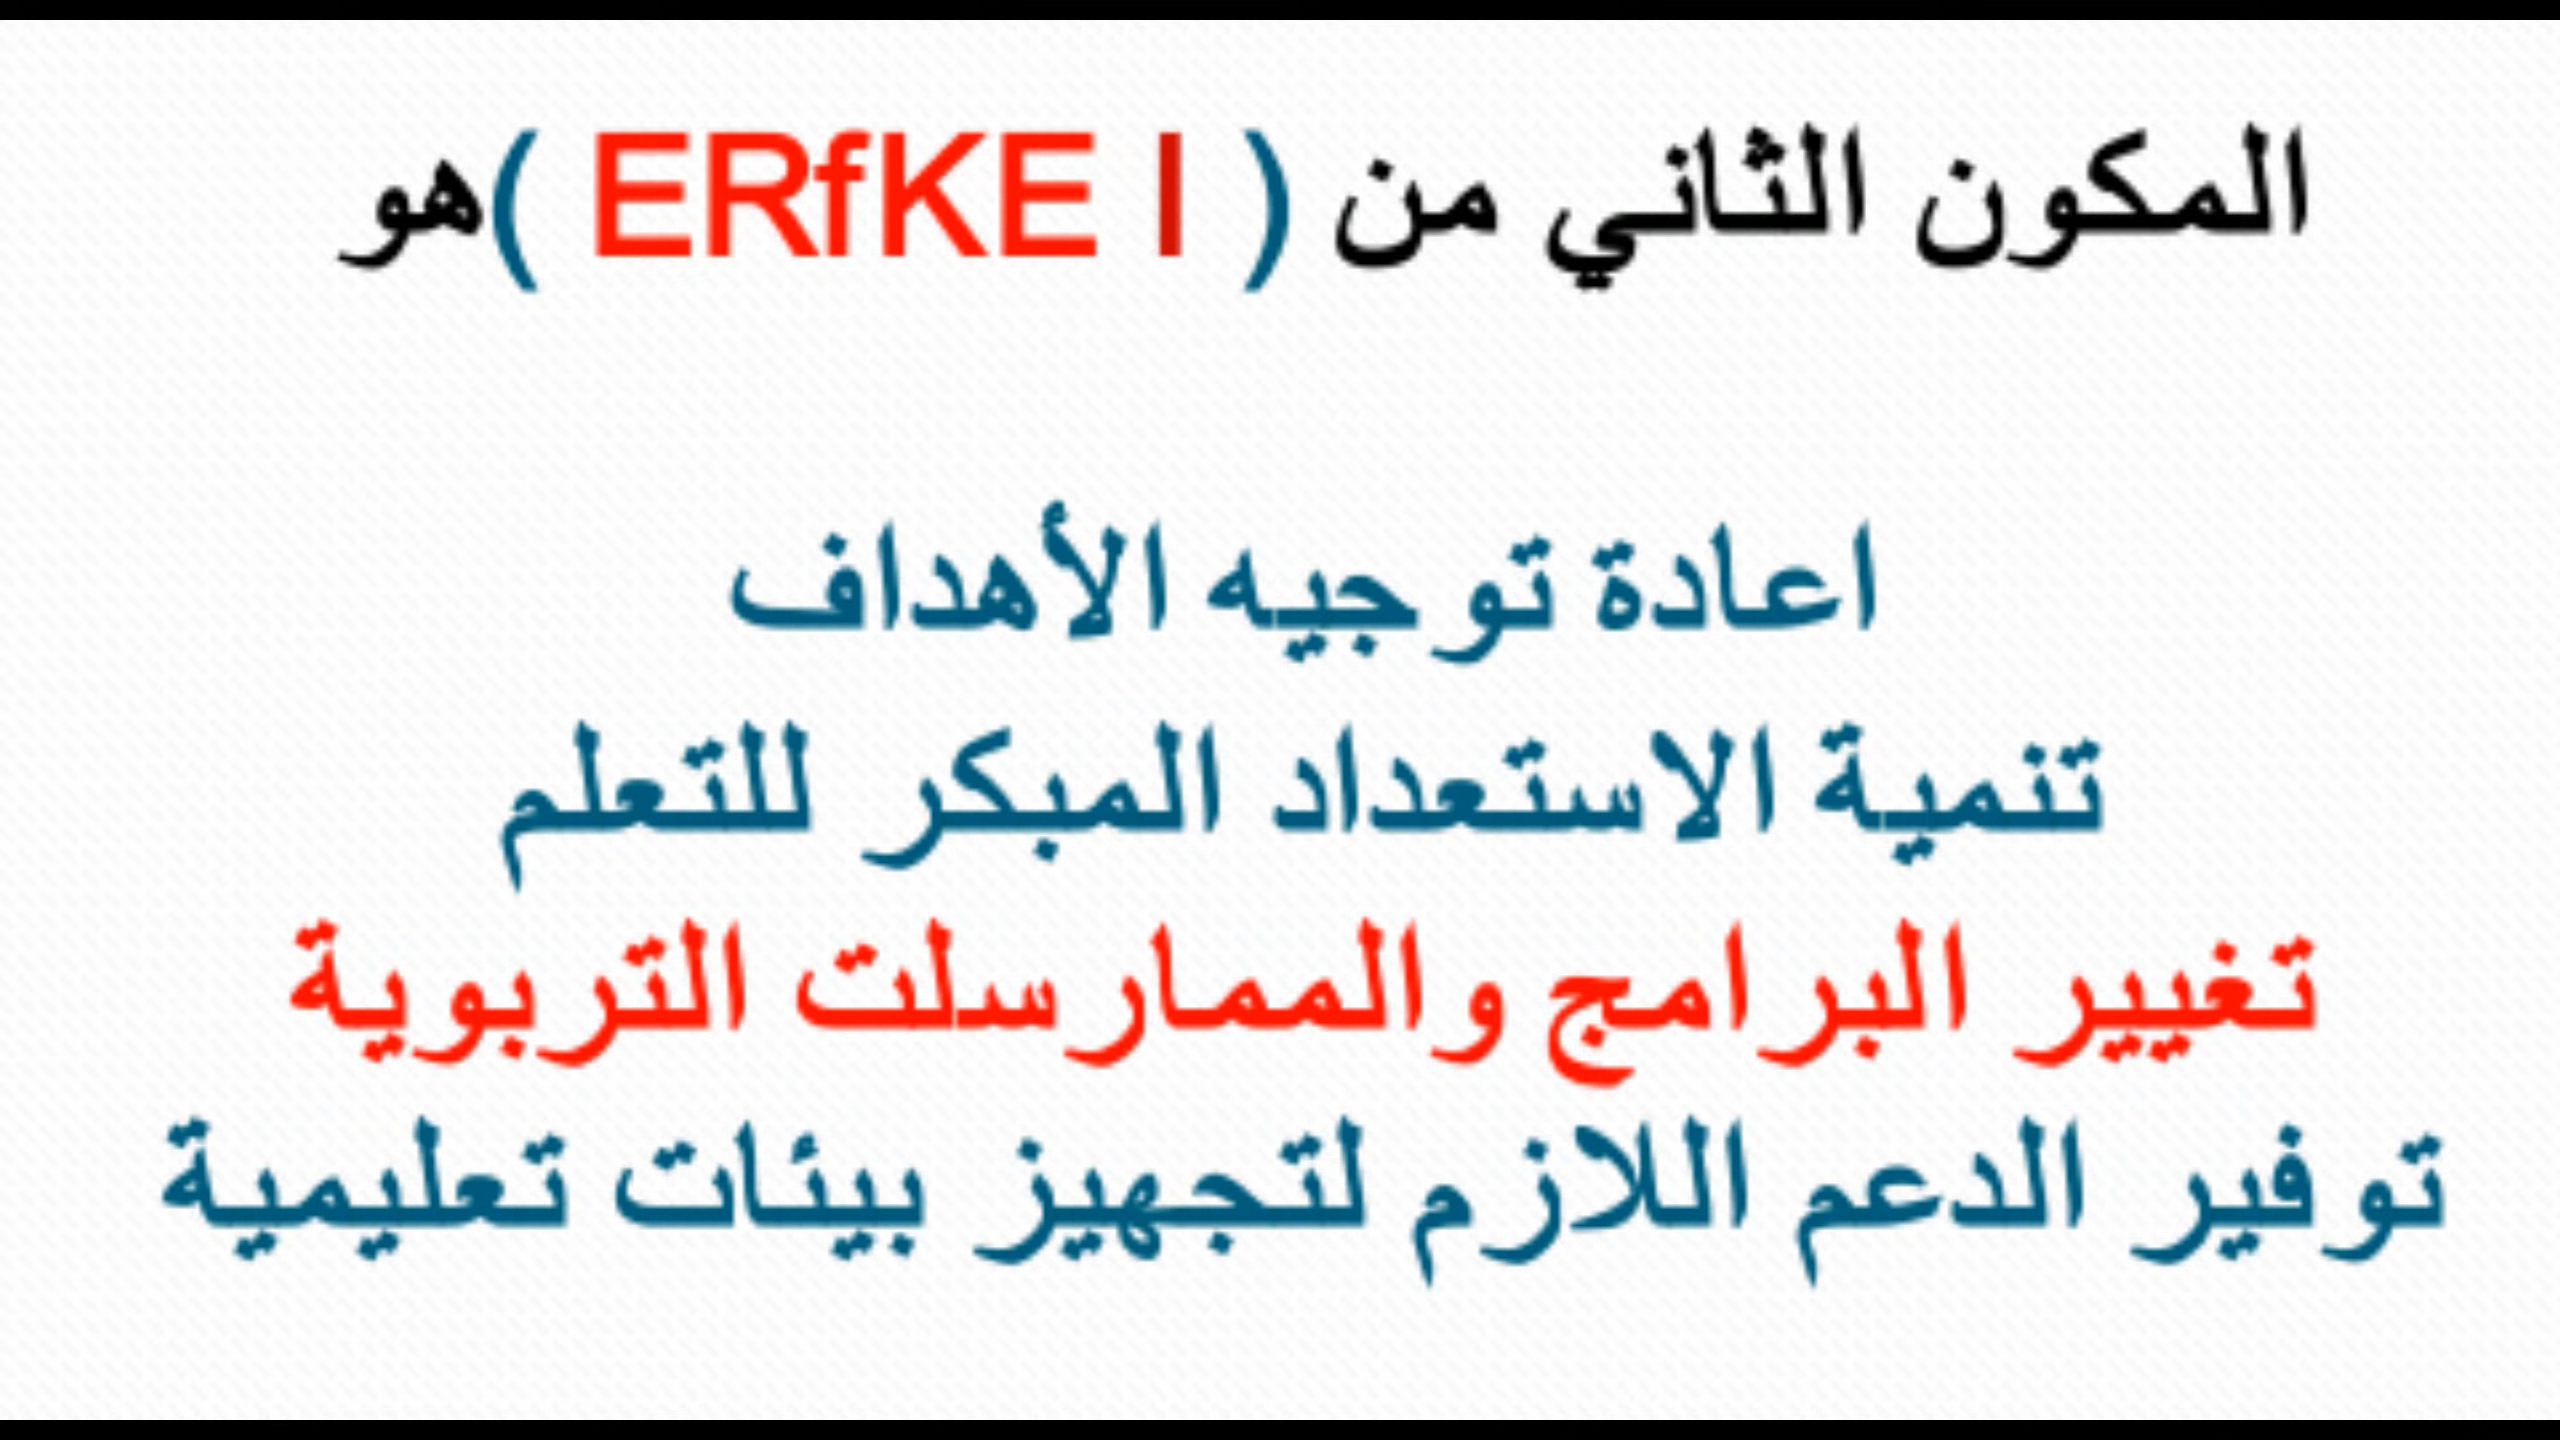 المكون الثاني من ( ERfKE I )هو
اعادة توجيه الأهداف
تنمية الاستعداد المبكر للتعلم
تغيير البرامج والممارسلت التربوية
توفير الدعم اللازم لتجهيز بيئات تعليمية